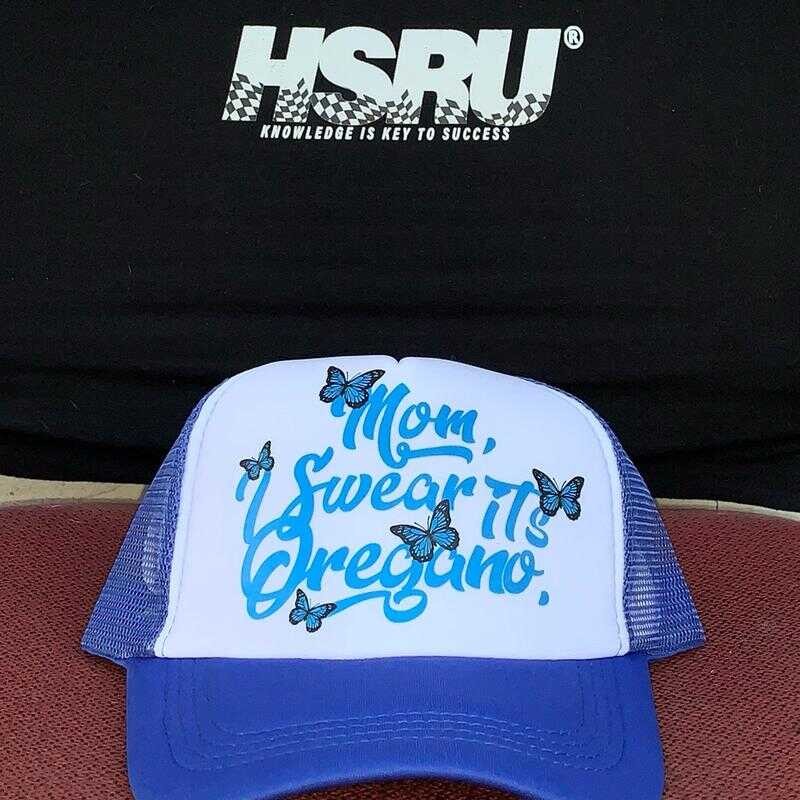 HSRU®
KNOWLEDGE IS KEY TO SUCCESS
Mom,
I Swear iTs
Oregano,